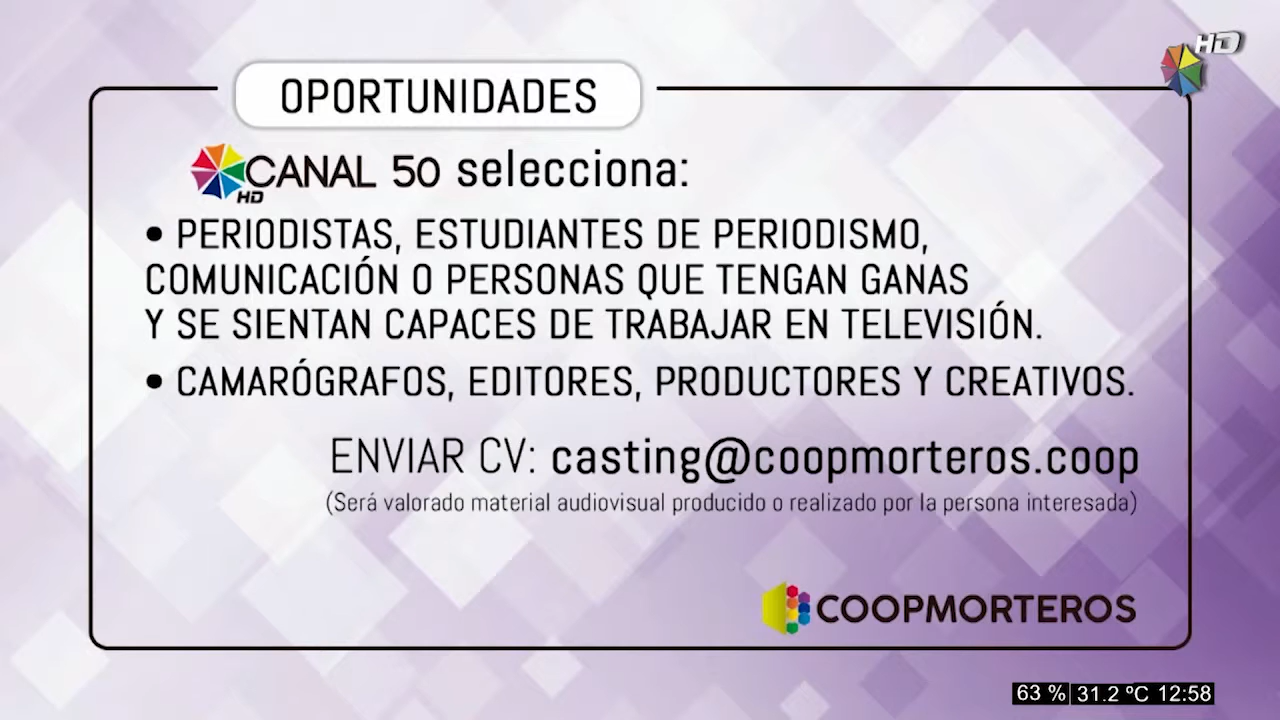 HD
OPORTUNIDADES
CANAL 50 selecciona:
HD
• PERIODISTAS, ESTUDIANTES DE PERIODISMO,
COMUNICACIÓN O PERSONAS QUE TENGAN GANAS
Y SE SIENTAN CAPACES DE TRABAJAR EN TELEVISIÓN.
• CAMARÓGRAFOS, EDITORES, PRODUCTORES Y CREATIVOS.
ENVIAR CV: casting@coopmorteros.coop
(Será valorado material audiovisual producido o realizado por la persona interesada)
COOPMORTEROS
63 % 31.2 ºC 12:58